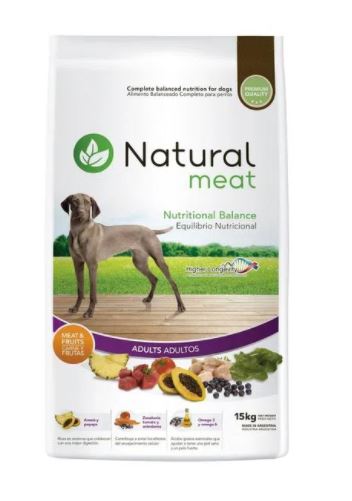 Complete balanced nutrition for dogs
Alimento Balanceado Completo para perros
PREMIUM
QUALITY
Natural
meat
Nutritional Balance
Equilibrio Nutricional
Higher Longevity
MEAT &
FRUITS
CARNE Y
FRUTAS
ADULTS ADULTOS
Ananá y
papaya
Zanahoria,
tomate y
arándanos
Omega 3
y omega 6
15kg
MADE IN ARGENTINA
INDUSTRIA ARGENTINA